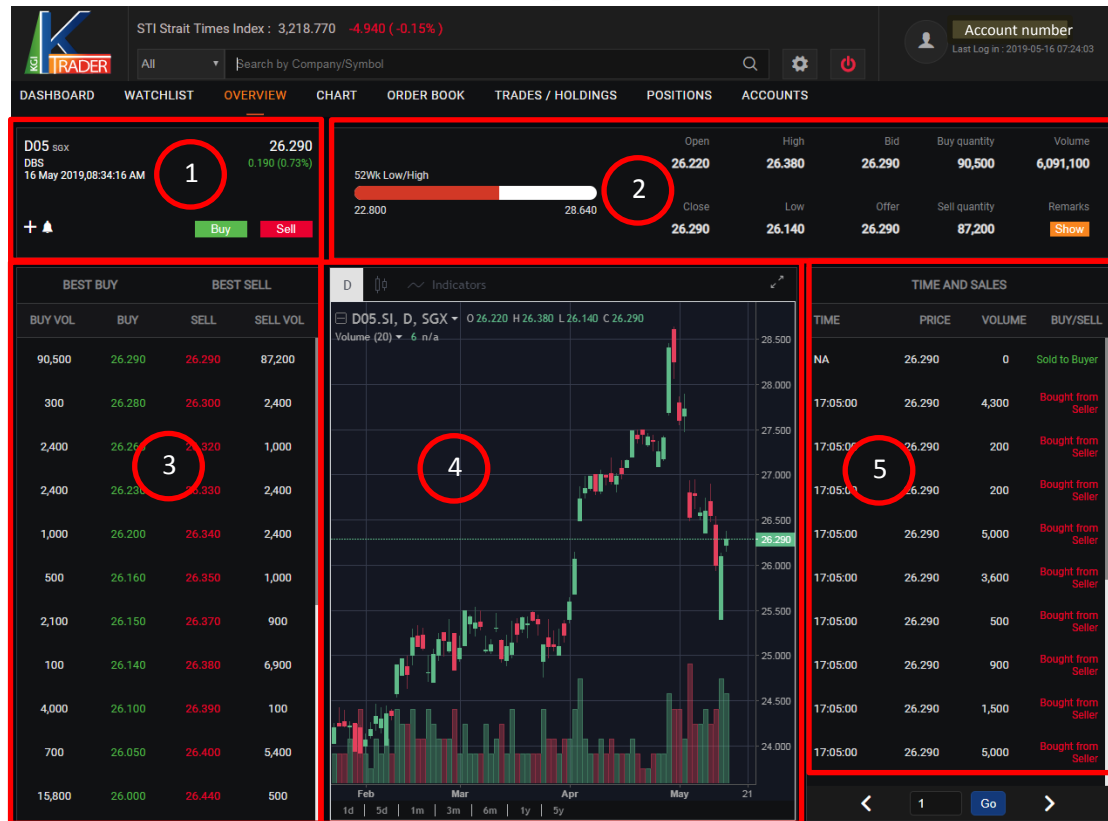 STI Strait Times Index : 3,218.770 -4.940 ( -0.15% )
Account number
Last Log in : 2019-05-16 07:24:03
KGI K TRADER
All Search by Company/Symbol
DASHBOARD WATCHLIST OVERVIEW CHART ORDER BOOK TRADES / HOLDINGS POSITIONS ACCOUNTS
D05 SGX 26.290
DBS 0.190 (0.73%)
16 May 2019,08:34:16 AM
1
Buy Sell
52Wk Low/High
22.800 28.640
2
Open High Bid Buy quantity Volume
26.220 26.380 26.290 90,500 6,091,100
Close Low Offer Sell quantity Remarks
26.290 26.140 26.290 87,200 Show
BEST BUY BEST SELL
BUY VOL BUY SELL SELL VOL
90,500 26.290 26.290 87,200
300 26.280 26.300 2,400
2,400 26.260 26.320 1,000
3
2,400 26.230 26.330 2,400
1,000 26.200 26.340 2,400
500 26.160 26.350 1,000
2,100 26.150 26.370 900
100 26.140 26.380 6,900
4,000 26.100 26.390 100
700 26.050 26.400 5,400
15,800 26.000 26.440 500
D Indicators
D05.SI, D, SGX O 26.220 H 26.380 L 26.140 C 26.290
Volume (20) 6 n/a
28.500
28.000
27.500
27.000
4
26.500
26.290
26.000
25.500
25.000
24.500
24.000
Feb Mar Apr May 21
1d 5d 1m 3m 6m 1y 5y
TIME AND SALES
TIME PRICE VOLUME BUY/SELL
NA 26.290 0 Sold to Buyer
17:05:00 26.290 4,300 Bought from
Seller
17:05:00 26.290 200 Bought from
Seller
5
17:05:00 26.290 200 Bought from
Seller
17:05:00 26.290 5,000 Bought from
Seller
17:05:00 26.290 3,600 Bought from
Seller
17:05:00 26.290 500 Bought from
Seller
17:05:00 26.290 900 Bought from
Seller
17:05:00 26.290 1,500 Bought from
Seller
17:05:00 26.290 5,000 Bought from
Seller
1 Go